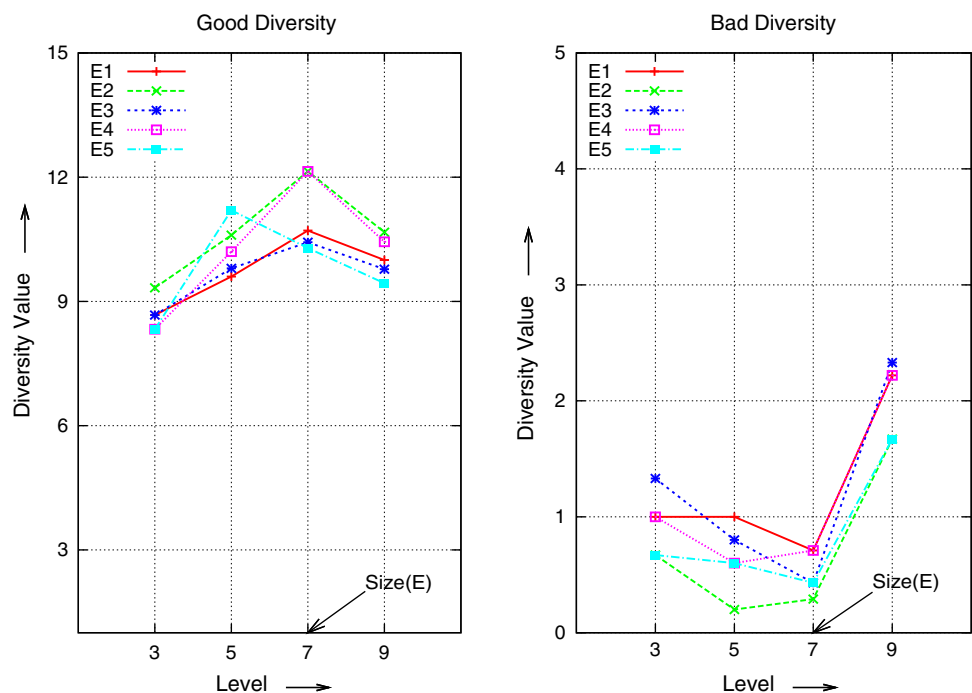 Good Diversity
15
12
9
6
3
E1
E2
E3
E4
E5
Diversity Value
Size(E)
3 5 7 9
Level
Bad Diversity
5
4
3
2
1
0
E1
E2
E3
E4
E5
Diversity Value
Size(E)
3 5 7 9
Level